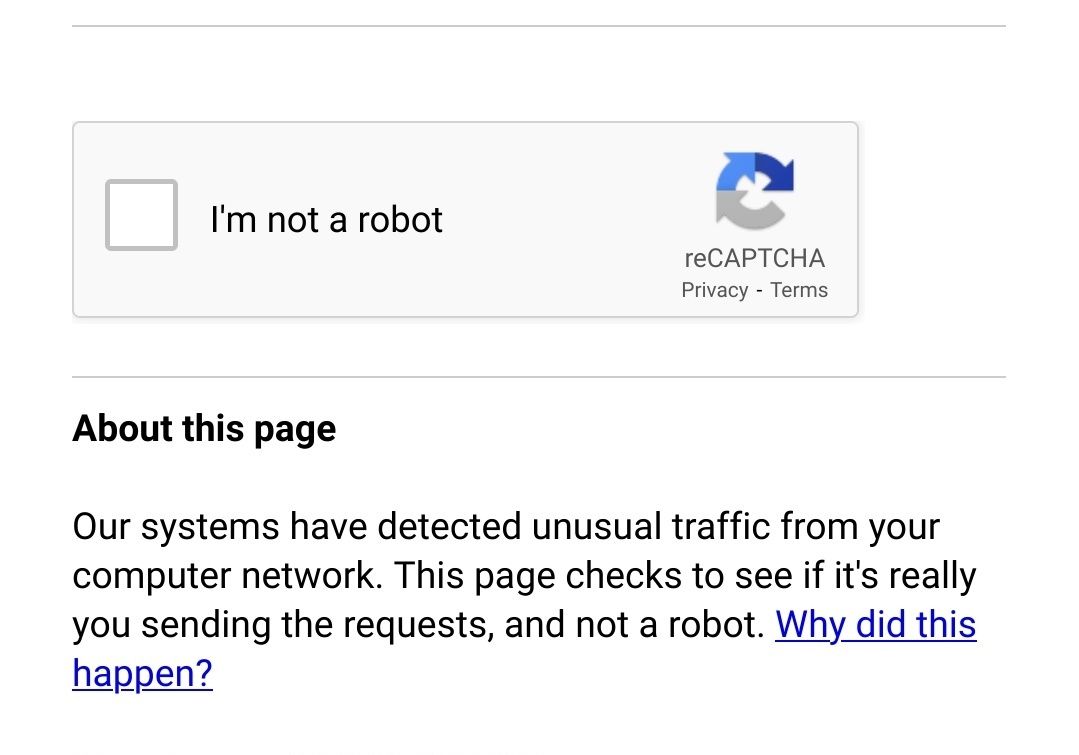 I'm not a robot
reCAPTCHA
Privacy - Terms
About this page
Our systems have detected unusual traffic from your
computer network. This page checks to see if it's really
you sending the requests, and not a robot. Why did this
happen?